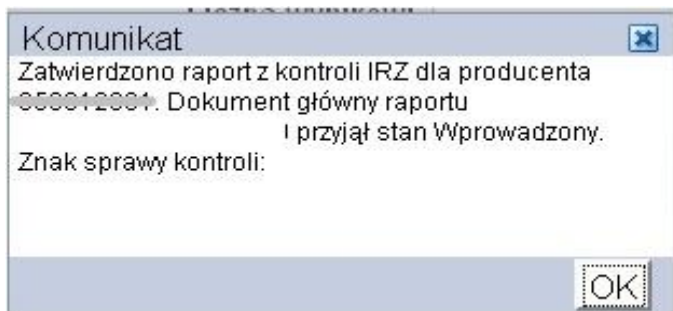 Komunikat
Zatwierdzono raport z kontroli IRZ dla producenta
Dokument główny raportu
przyjął stan Wprowadzony.
Znak sprawy kontroli:
OK